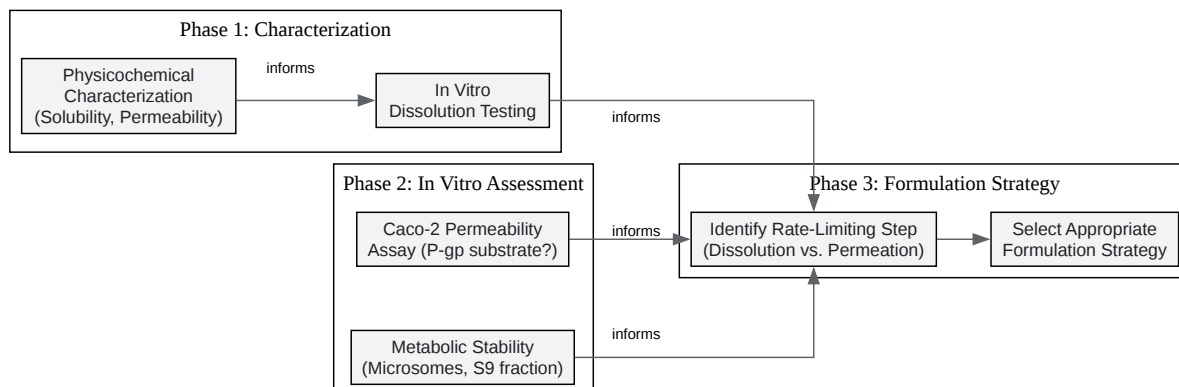 Phase 1: Characterization
Physicochemical
Characterization
(Solubility, Permeability)
informs
In Vitro
Dissolution Testing
informs
Phase 2: In Vitro Assessment
Caco-2 Permeability
Assay (P-gp substrate?)
informs
Metabolic Stability
(Microsomes, S9 fraction)
informs
Phase 3: Formulation Strategy
Identify Rate-Limiting Step
(Dissolution vs. Permeation)
Select Appropriate
Formulation Strategy